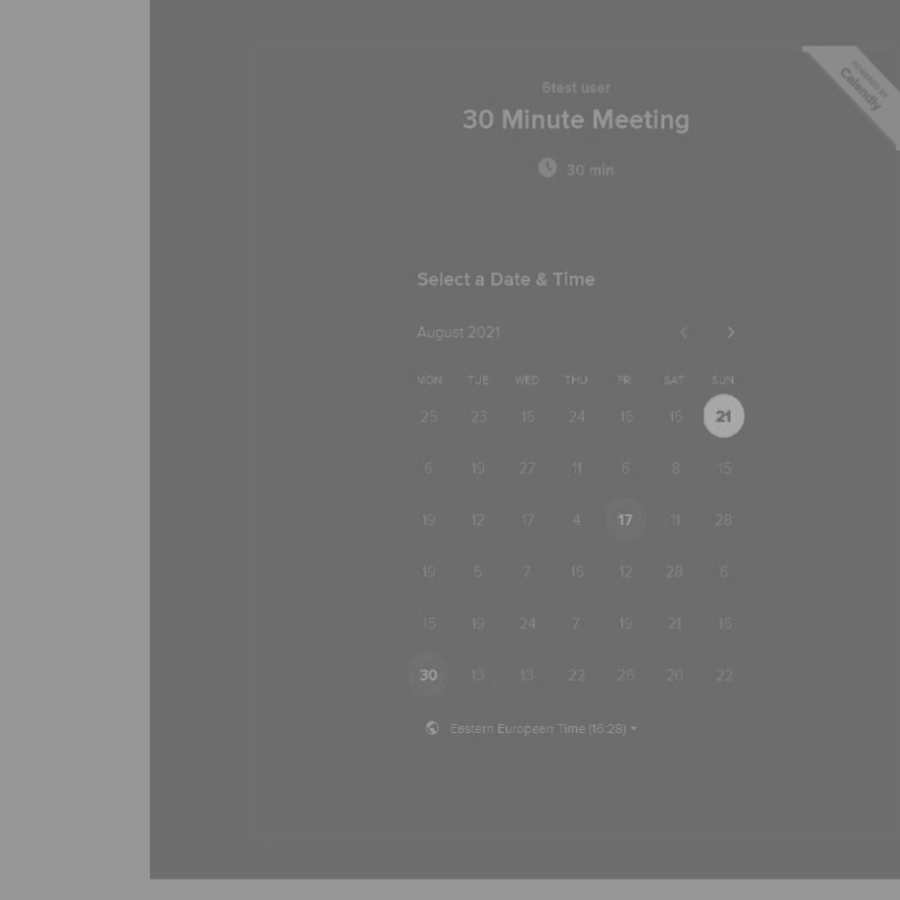 POWERED BY
Calendly
6test user
30 Minute Meeting
30 min
Select a Date & Time
August 2021
MON TUE WED THU FRI SAT SUN
25 23 16 24 16 16 21
6 19 27 11 6 8 15
19 12 17 4 17 11 28
19 5 7 16 12 28 6
15 19 24 7 19 21 16
30 13 13 22 26 20 22
Eastern European Time (16:28)